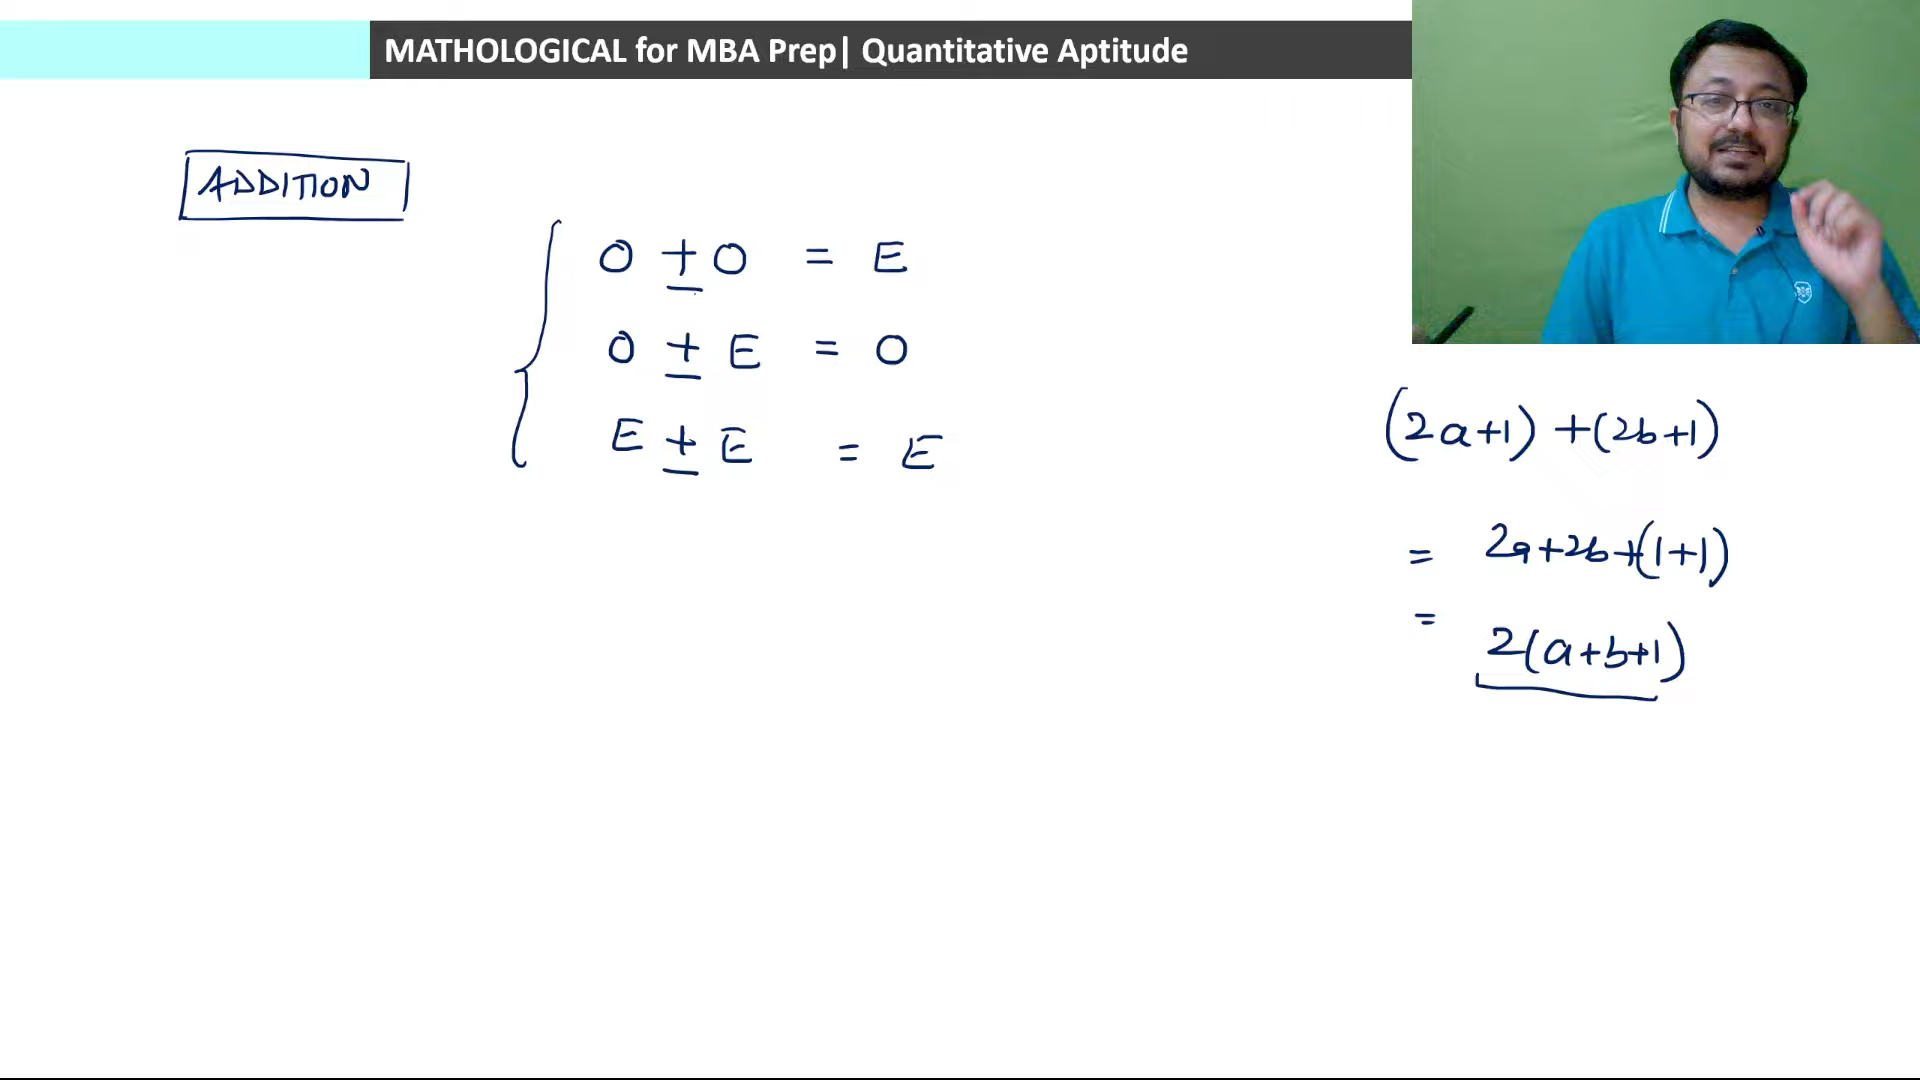 MATHOLOGICAL for MBA Prep| Quantitative Aptitude
ADDITION
O ± O = E
O ± E = O
E ± E = E
(2a+1) +(2b+1)
= 2a+2b+(1+1)
= 2(a+b+1)